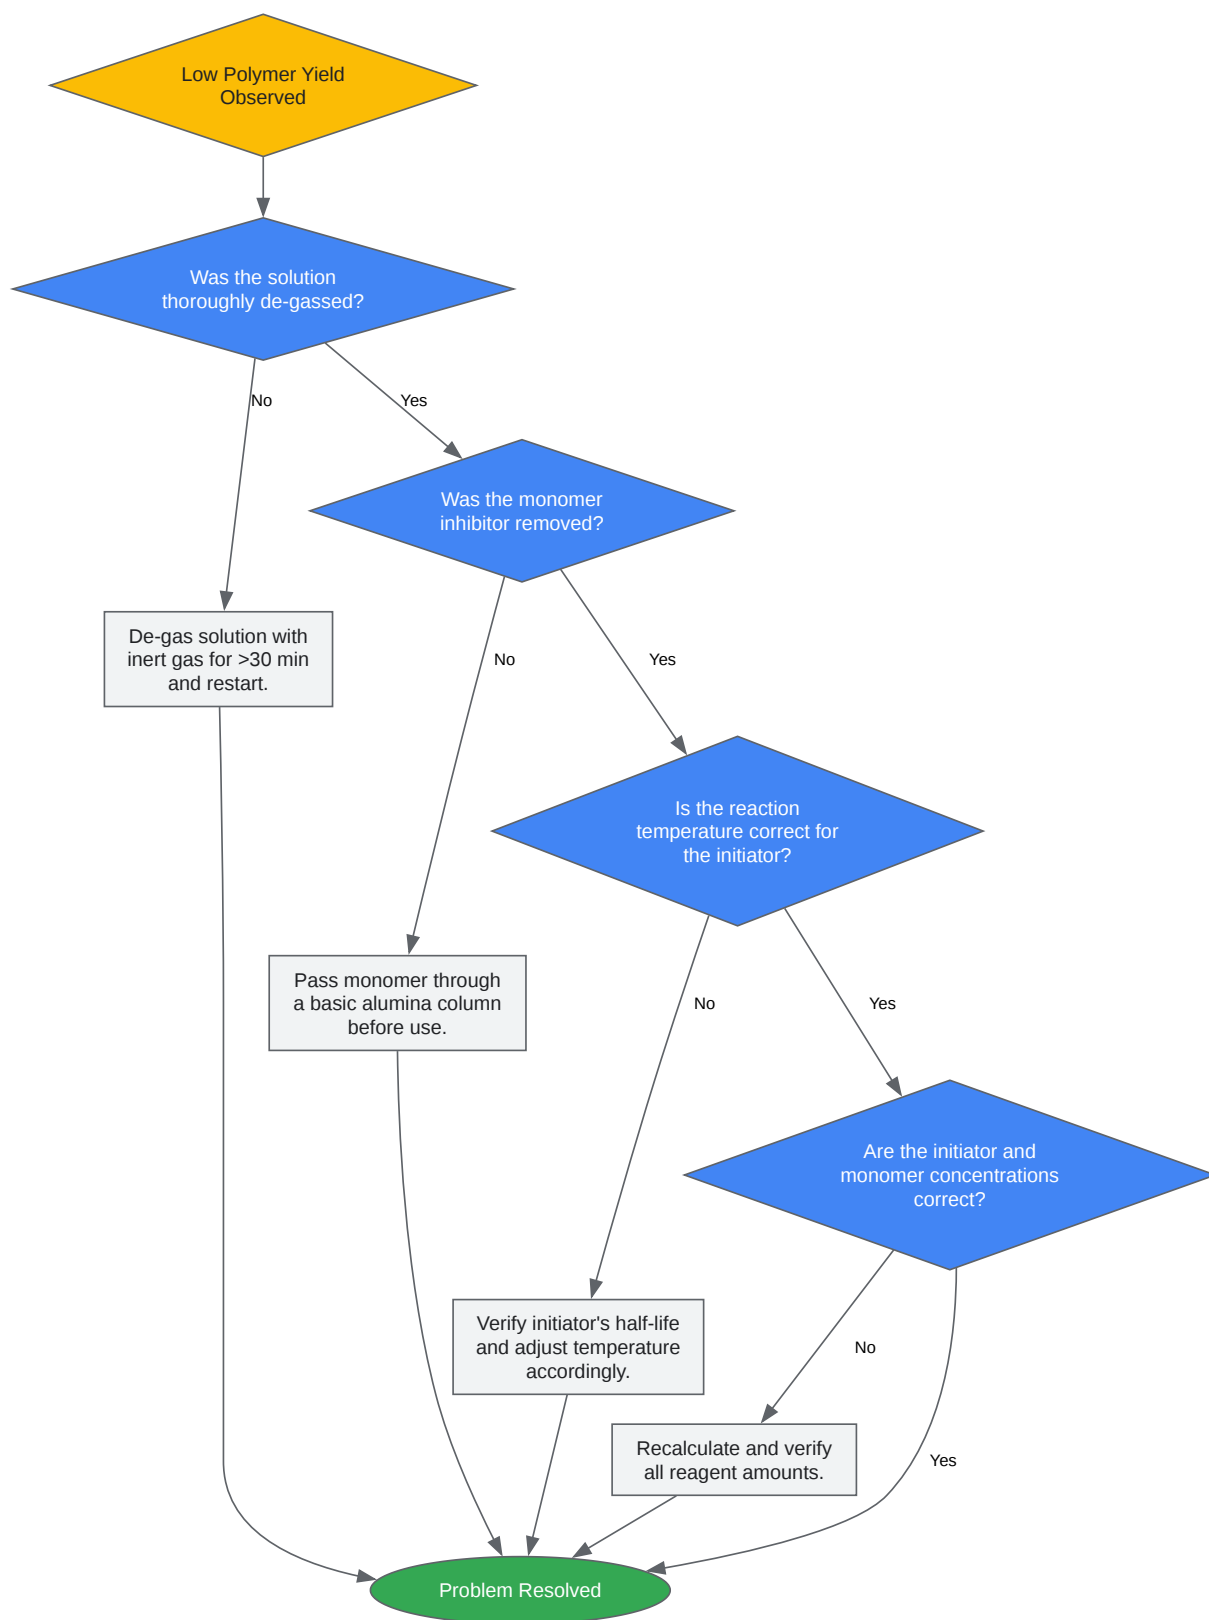 Low Polymer Yield
Observed
Was the solution
thoroughly de-gassed?
No
Yes
Was the monomer
inhibitor removed?
De-gas solution with
inert gas for >30 min
and restart.
No
Yes
Is the reaction
temperature correct for
the initiator?
Pass monomer through
a basic alumina column
before use.
No
Yes
Are the initiator and
monomer concentrations
correct?
Verify initiator's half-life
and adjust temperature
accordingly.
No
Recalculate and verify
all reagent amounts.
Yes
Problem Resolved